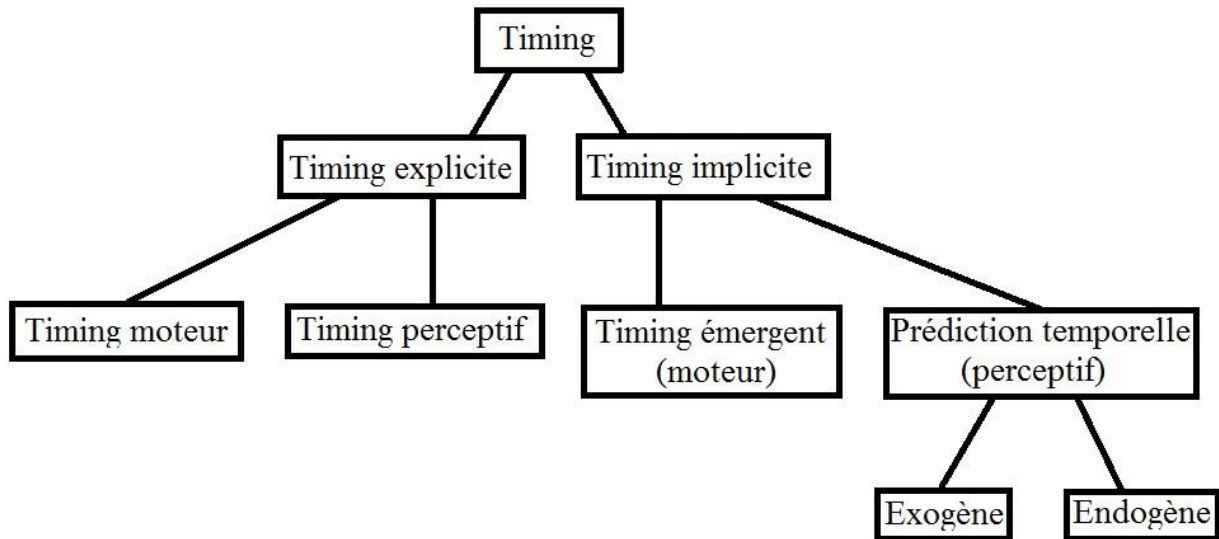 Timing
Timing explicite
Timing implicite
Timing moteur
Timing perceptif
Timing émergent
(moteur)
Prédiction temporelle
(perceptif)
Exogène
Endogène